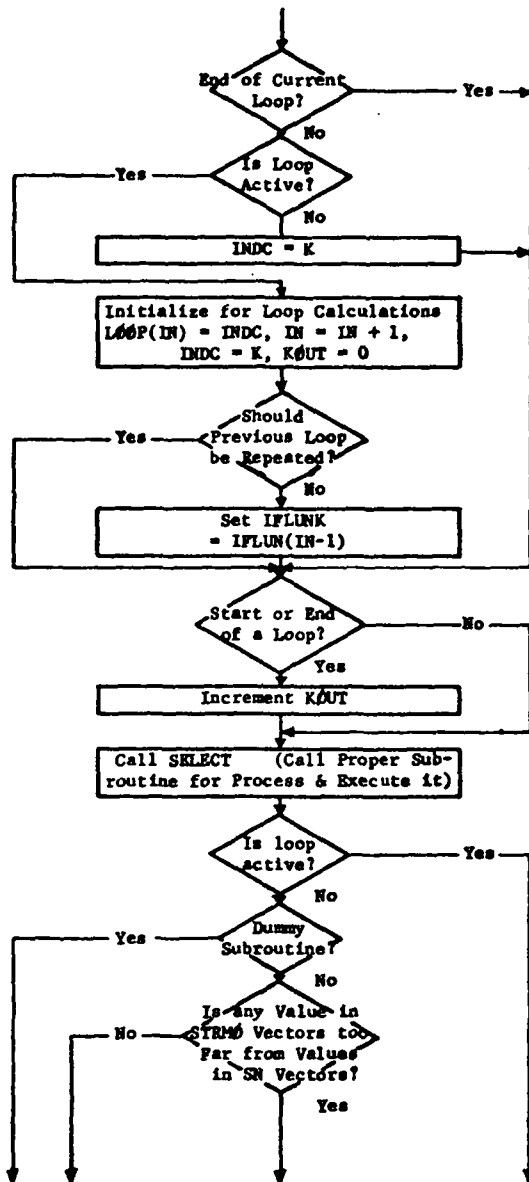 End of Current
Loop?
Yes
No
Is Loop
Active?
Yes
No
INDC = K
Initialize for Loop Calculations
LØØP(IN) = INDC, IN = IN + 1,
INDC = K, KØUT = 0
Should
Previous Loop
be Repeated?
Yes
No
Set IFLUNK
= IFLUN(IN-1)
Start or End
of a Loop?
No
Yes
Increment KØUT
Call SELECT (Call Proper Sub-
routine for Process & Execute it)
Is loop
active?
Yes
No
Dummy
Subroutine?
Yes
No
Is any Value in
STRMØ Vectors too
Far from Values
in SN Vectors?
No
Yes